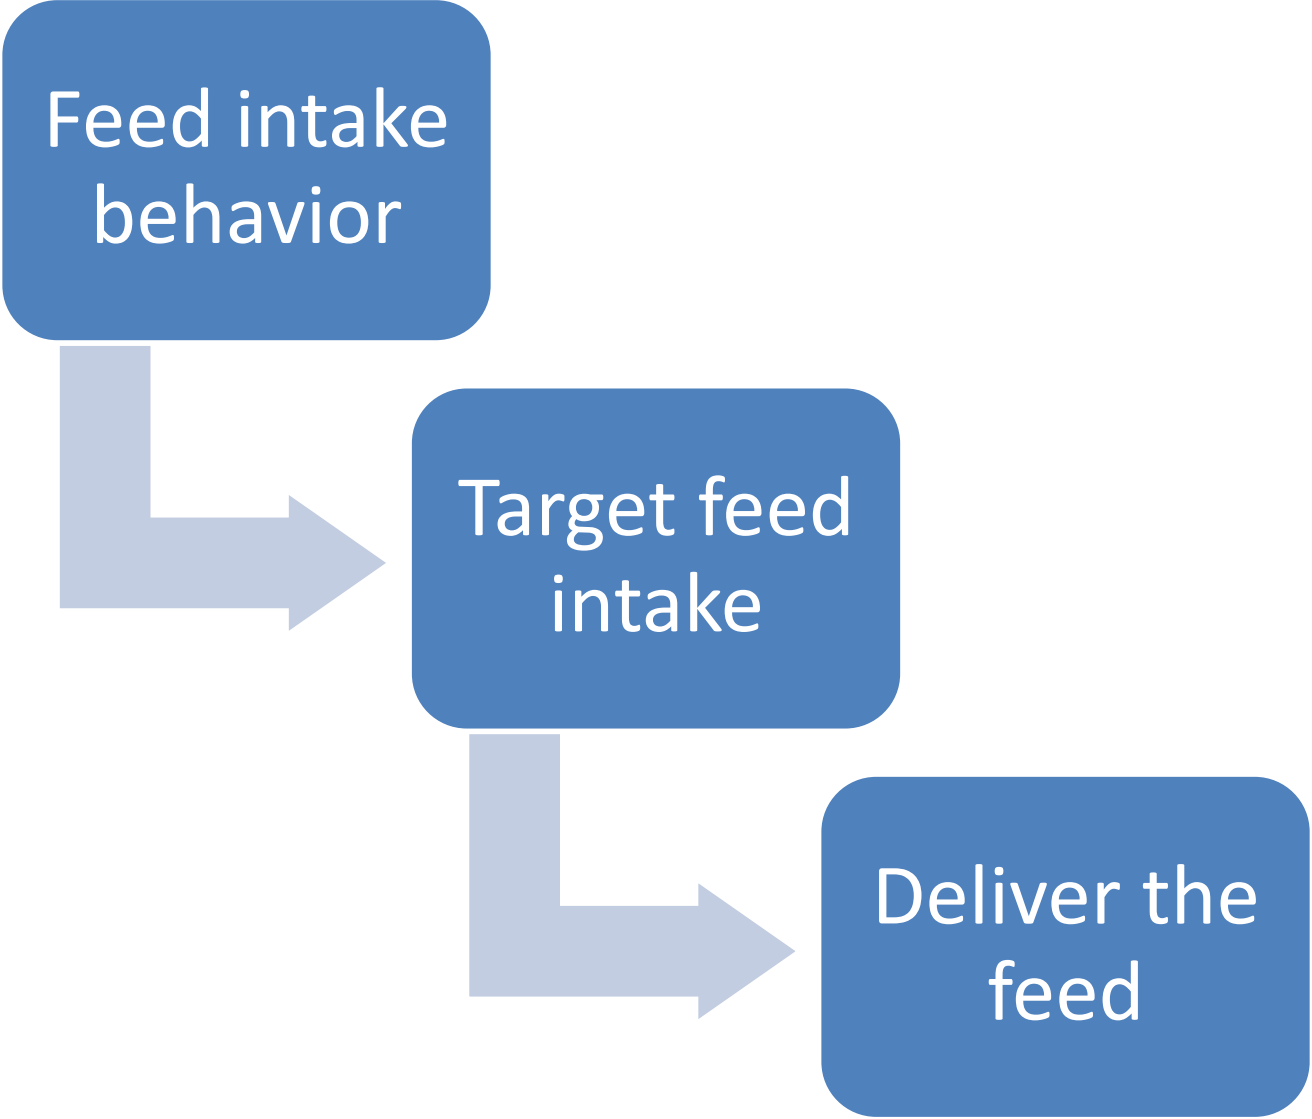 Feed intake
behavior
Target feed
intake
Deliver the
feed